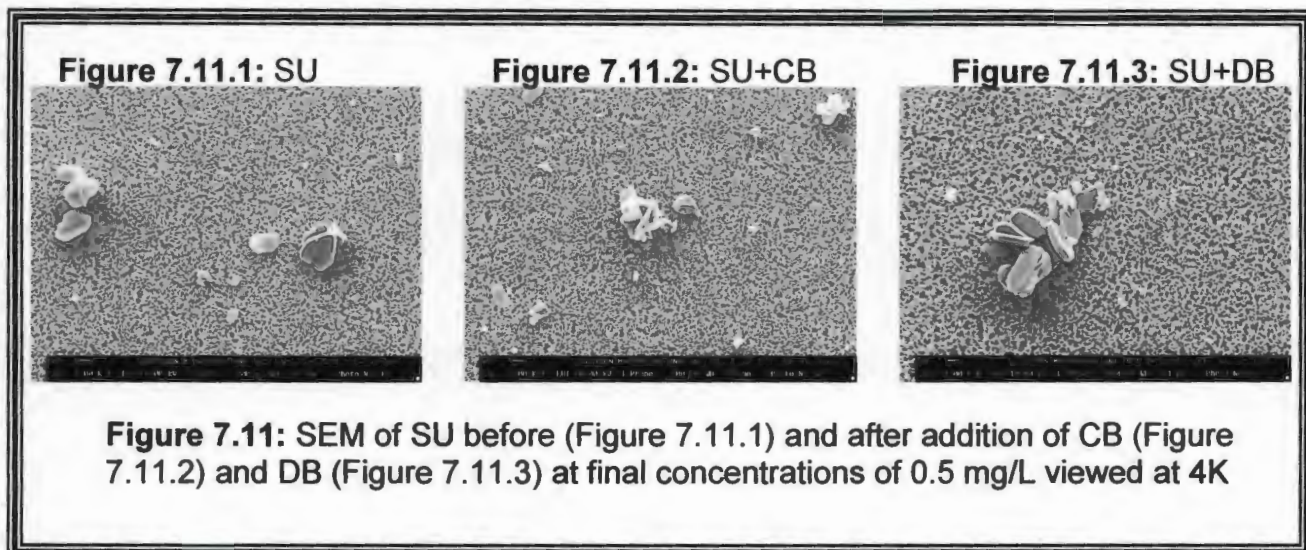 Figure 7.11.1: SU
Figure 7.11.2: SU+CB
Figure 7.11.3: SU+DB
Figure 7.11: SEM of SU before (Figure 7.11.1) and after addition of CB (Figure
7.11.2) and DB (Figure 7.11.3) at final concentrations of 0.5 mg/L viewed at 4K